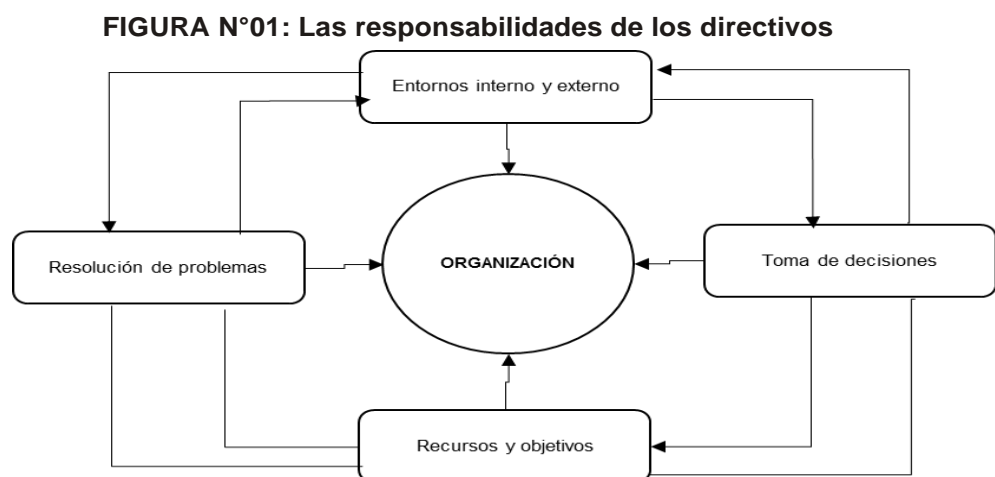 FIGURA N°01: Las responsabilidades de los directivos
Entornos interno y externo
Resolución de problemas
ORGANIZACIÓN
Toma de decisiones
Recursos y objetivos